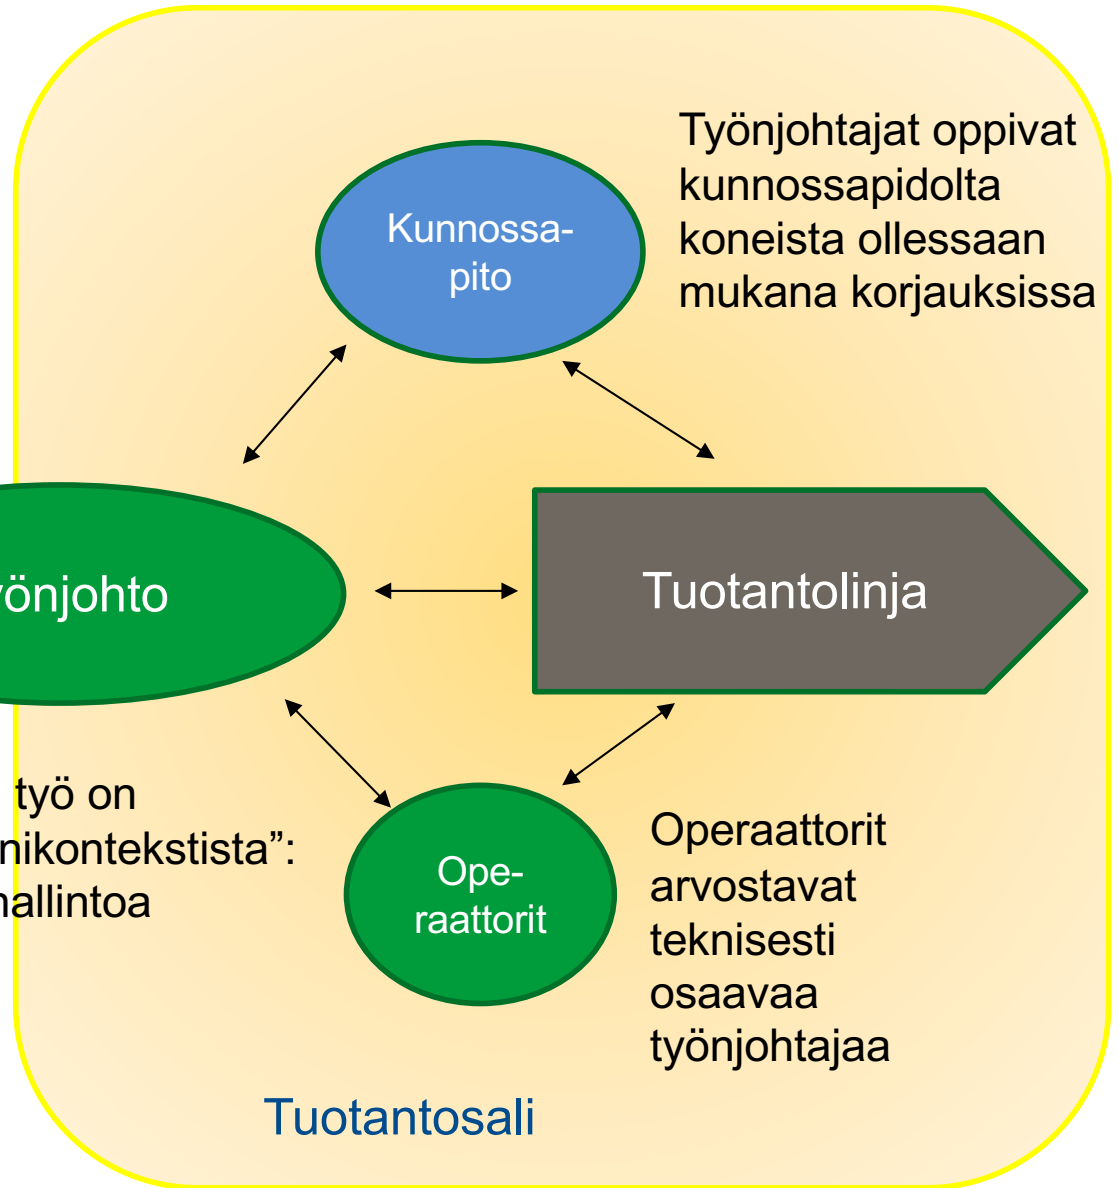 Työnjohtajat oppivat
kunnossapidolta
koneista ollessaan
mukana korjauksissa
Kunnossa-
pito
yönjohto
Tuotantolinja
työ on
nikontekstista”:
hallintoa
Ope-
raattorit
Operaattorit
arvostavat
teknisesti
osaavaa
työnjohtajaa
Tuotantosali